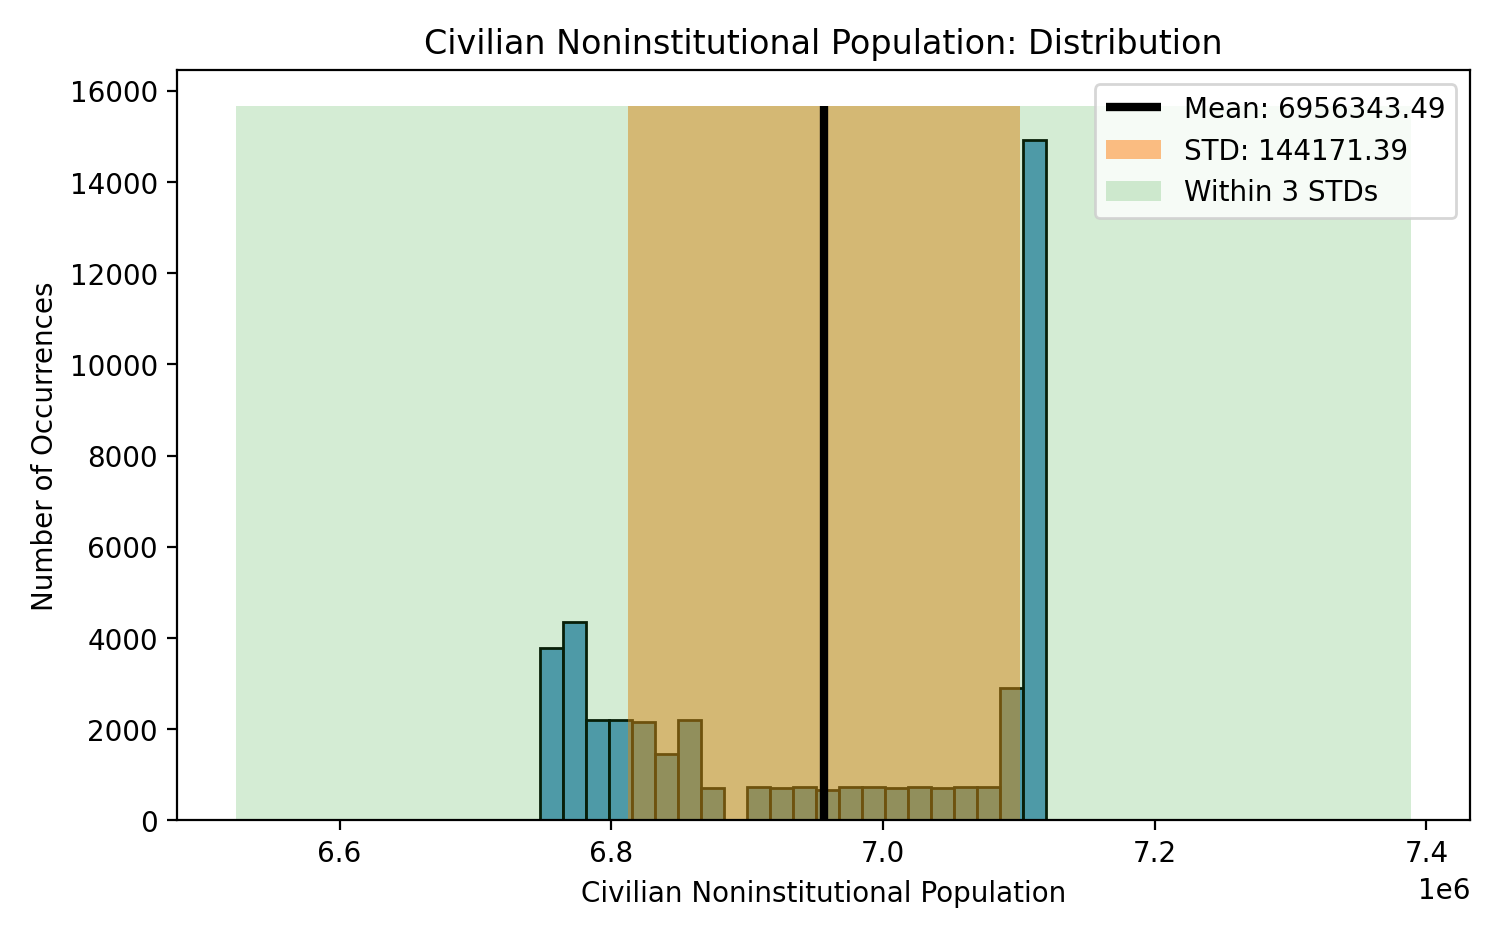 Civilian Noninstitutional Population: Distribution
Mean: 6956343.49
STD: 144171.39
Within 3 STDs
Number of Occurrences
16000
14000
12000
10000
8000
6000
4000
2000
0
6.6 6.8 7.0 7.2 7.4
1e6
Civilian Noninstitutional Population